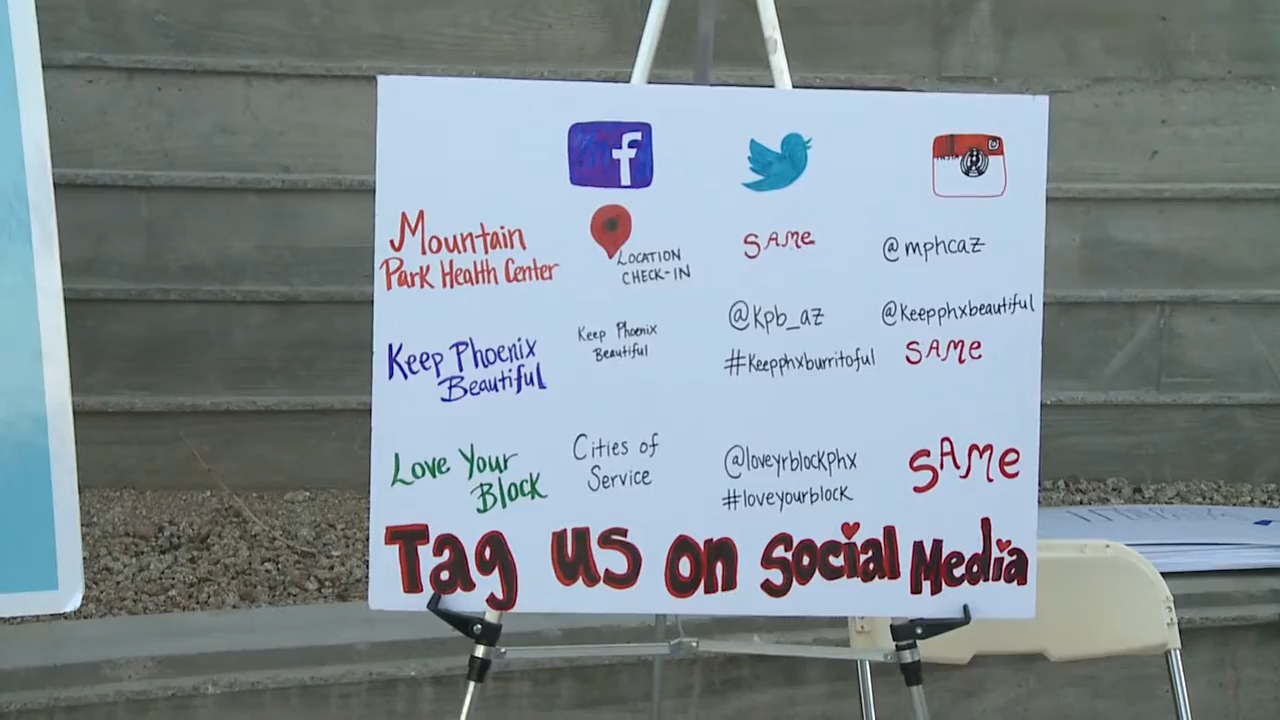 f
Mountain
Park Health Center
LOCATION
CHECK-IN
SAMe
@mphcaz
Keep Phoenix
Beautiful
Keep Phoenix
Beautiful
@kpb_az
#keepphxburritoful
@keepphxbeautiful
SAMe
Love Your
Block
Cities of
Service
@loveyrblockphx
#loveyourblock
SAMe
Tag us on Social Media